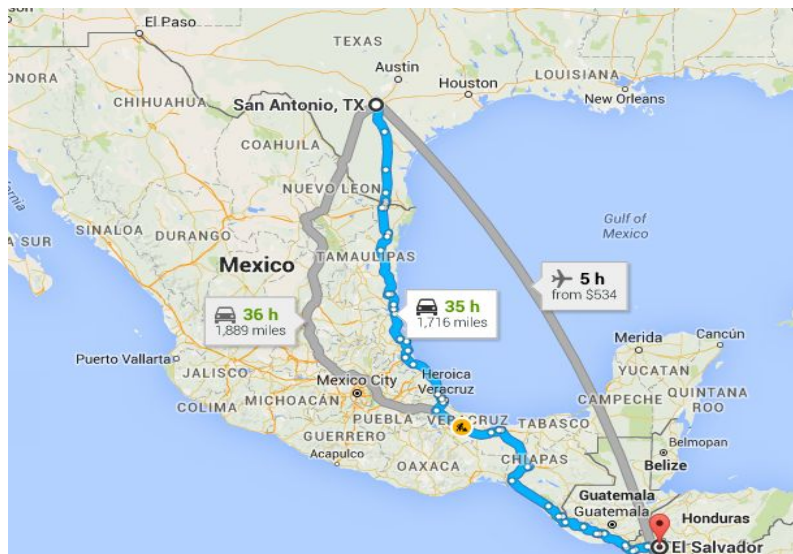 El Paso
TEXAS
Austin
LOUISIANA
Houston
New Orleans
San Antonio, TX
ONORA
CHIHUAHUA
COAHUILA
NUEVO LEON
Gulf of
Mexico
SINALOA
DURANGO
TAMAULIPAS
A SUR
Mexico
5 h
from $534
36 h
1,889 miles
35 h
1,716 miles
Puerto Vallarta
JALISCO
Merida
Cancún
YUCATAN
Heroica
Veracruz
Mexico City
COLIMA
MICHOACÁN
CAMPECHE
QUINTANA
ROO
PUEBLA
VERACRUZ
TABASCO
GUERRERO
Belmopan
Acapulco
OAXACA
CHIAPAS
Belize
Guatemala
Guatemala
Honduras
El Salvador